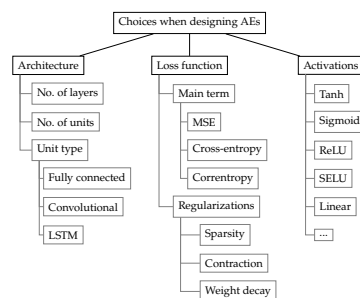 Choices when designing AEs
Architecture
No. of layers
No. of units
Unit type
Fully connected
Convolutional
LSTM
Loss function
Main term
MSE
Cross-entropy
Correntropy
Regularizations
Sparsity
Contraction
Weight decay
Activations
Tanh
Sigmoid
ReLU
SELU
Linear
...